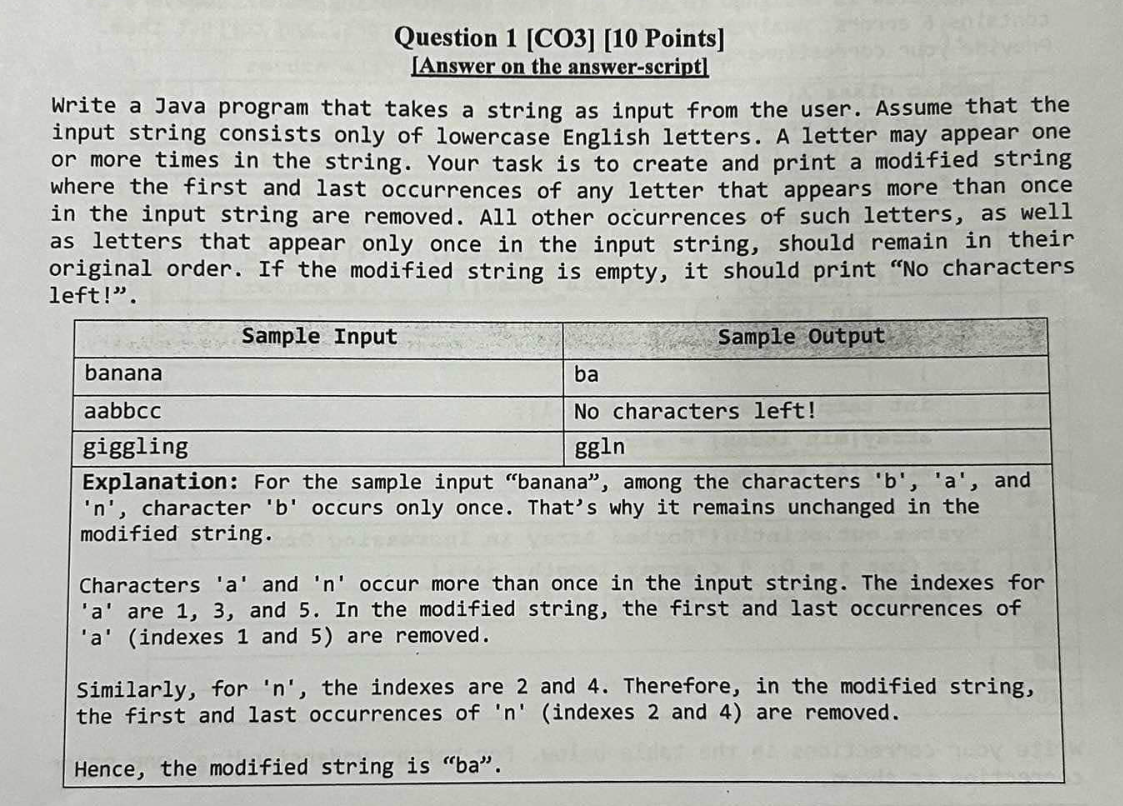 Question 1 [CO3] [10 Points]
[Answer on the answer-script]
Write a Java program that takes a string as input from the user. Assume that the
input string consists only of lowercase English letters. A letter may appear one
or more times in the string. Your task is to create and print a modified string
where the first and last occurrences of any letter that appears more than once
in the input string are removed. All other occurrences of such letters, as well
as letters that appear only once in the input string, should remain in their
original order. If the modified string is empty, it should print “No characters
left!”.
Sample Input Sample Output
banana ba
aabbcc No characters left!
giggling ggln
Explanation: For the sample input “banana”, among the characters 'b', 'a', and
'n', character 'b' occurs only once. That’s why it remains unchanged in the
modified string.
Characters 'a' and 'n' occur more than once in the input string. The indexes for
'a' are 1, 3, and 5. In the modified string, the first and last occurrences of
'a' (indexes 1 and 5) are removed.
Similarly, for 'n', the indexes are 2 and 4. Therefore, in the modified string,
the first and last occurrences of 'n' (indexes 2 and 4) are removed.
Hence, the modified string is “ba”.